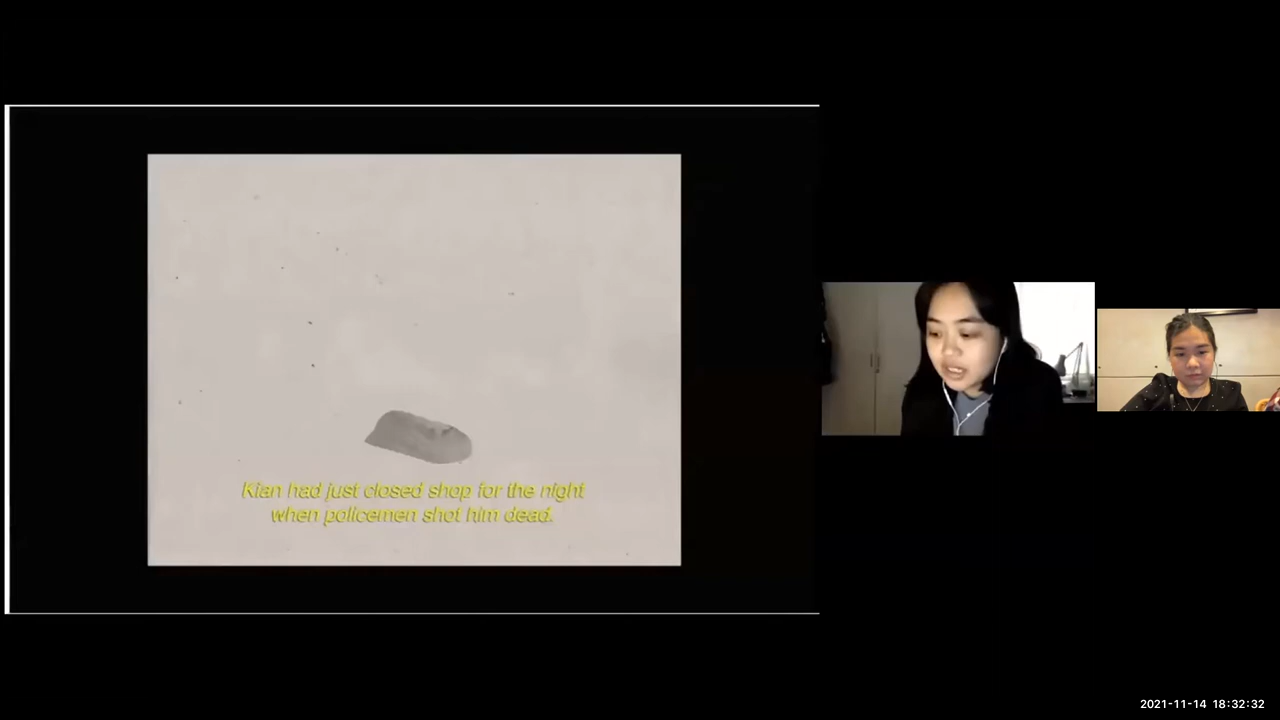 Kian had just closed shop for the night
when policemen shot him dead.
2021-11-14 18:32:32